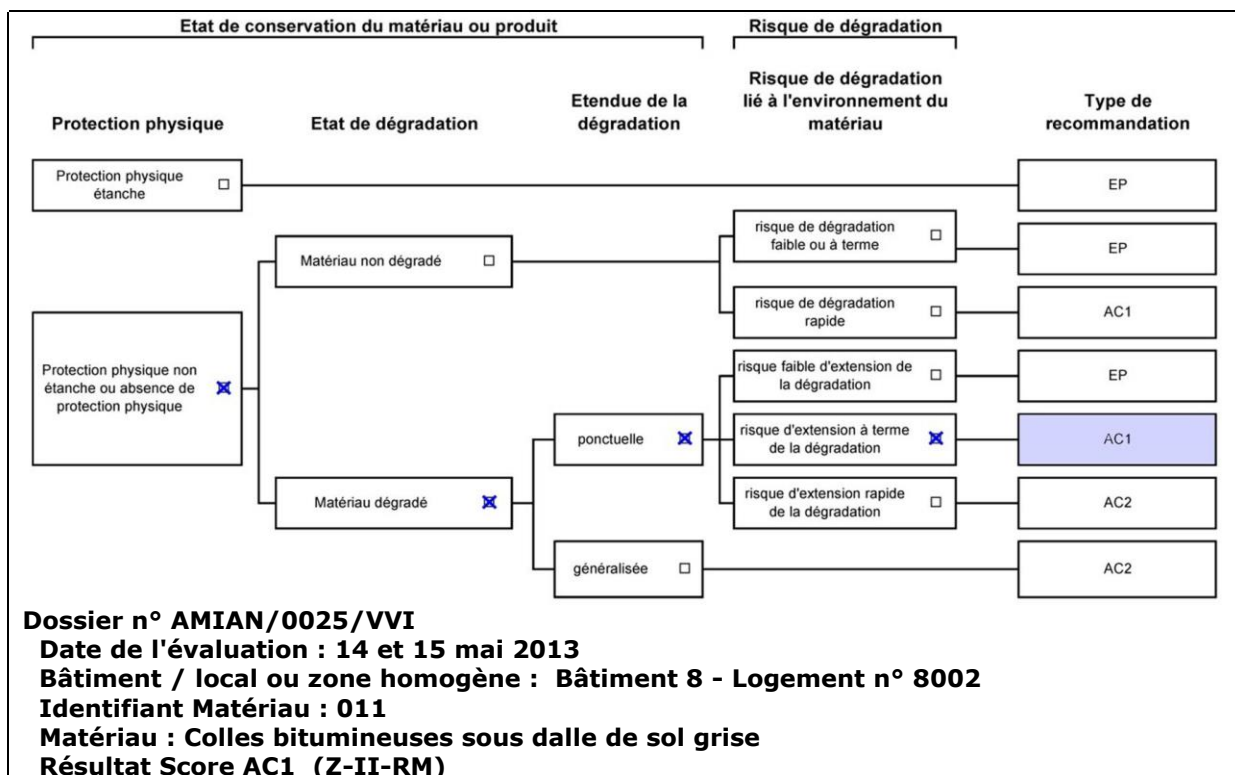 Etat de conservation du matériau ou produit
Risque de dégradation
Protection physique
Etat de dégradation
Etendue de la
dégradation
Risque de dégradation
lié à l'environnement du
matériau
Type de
recommandation
Protection physique
étanche
EP
risque de dégradation
faible ou à terme
EP
Matériau non dégradé
risque de dégradation
rapide
AC1
Protection physique non
étanche ou absence de
protection physique
risque faible d'extension de
la dégradation
EP
ponctuelle
risque d'extension à terme
de la dégradation
AC1
Matériau dégradé
risque d'extension rapide
de la dégradation
AC2
généralisée
AC2
Dossier n° AMIAN/0025/VVI
Date de l'évaluation : 14 et 15 mai 2013
Bâtiment / local ou zone homogène : Bâtiment 8 - Logement n° 8002
Identifiant Matériau : 011
Matériau : Colles bitumineuses sous dalle de sol grise
Résultat Score AC1 (Z-II-RM)